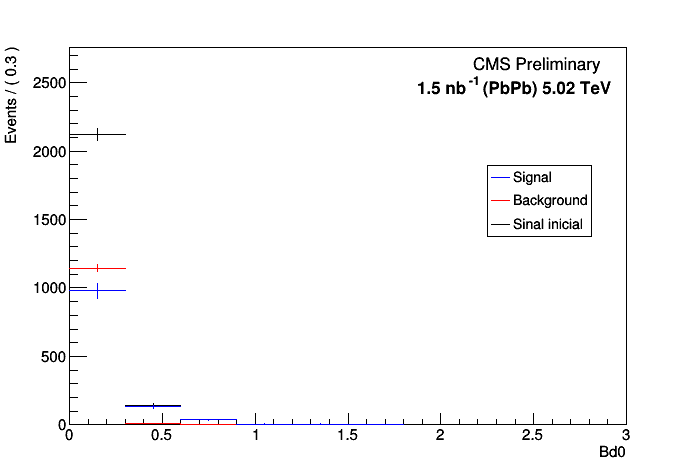 CMS Preliminary
1.5 nb-1 (PbPb) 5.02 TeV
Events / ( 0.3 )
2500
2000
1500
1000
500
0
Signal
Background
Sinal inicial
0 0.5 1 1.5 2 2.5 3
Bd0